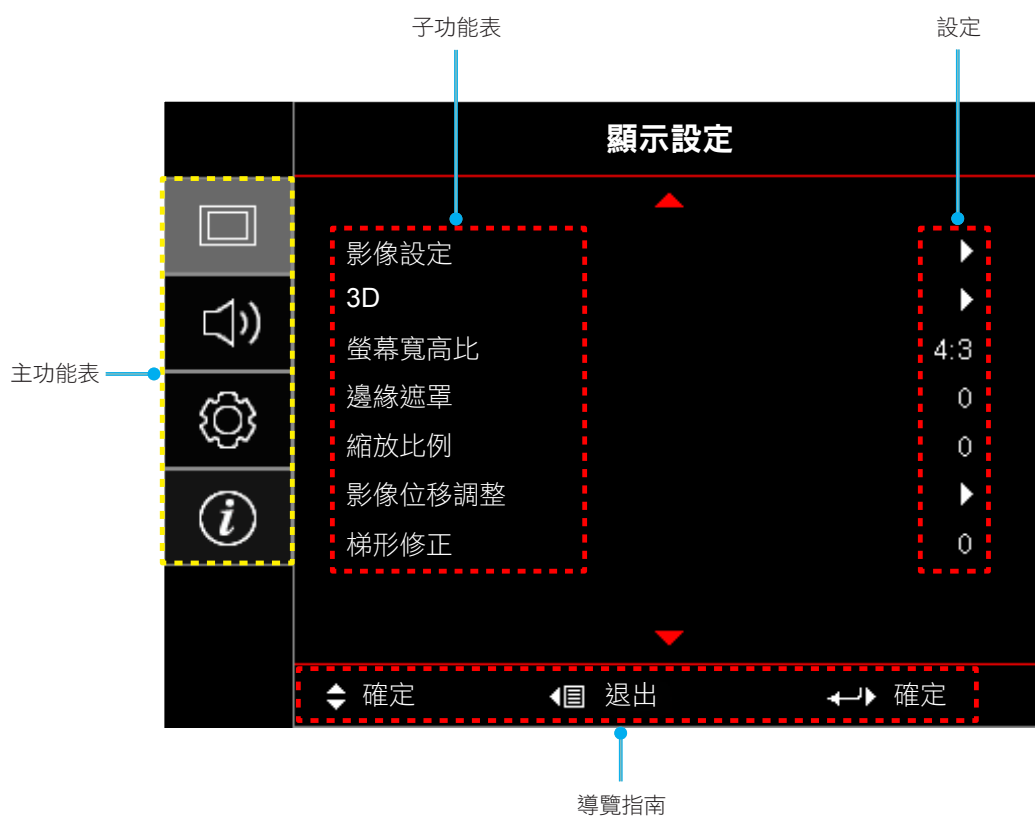 子功能表
設定
顯示設定
影像設定
3D
螢幕寬高比 4:3
邊緣遮罩 0
縮放比例 0
影像位移調整
梯形修正 0
主功能表
確定 退出 確定
導覽指南